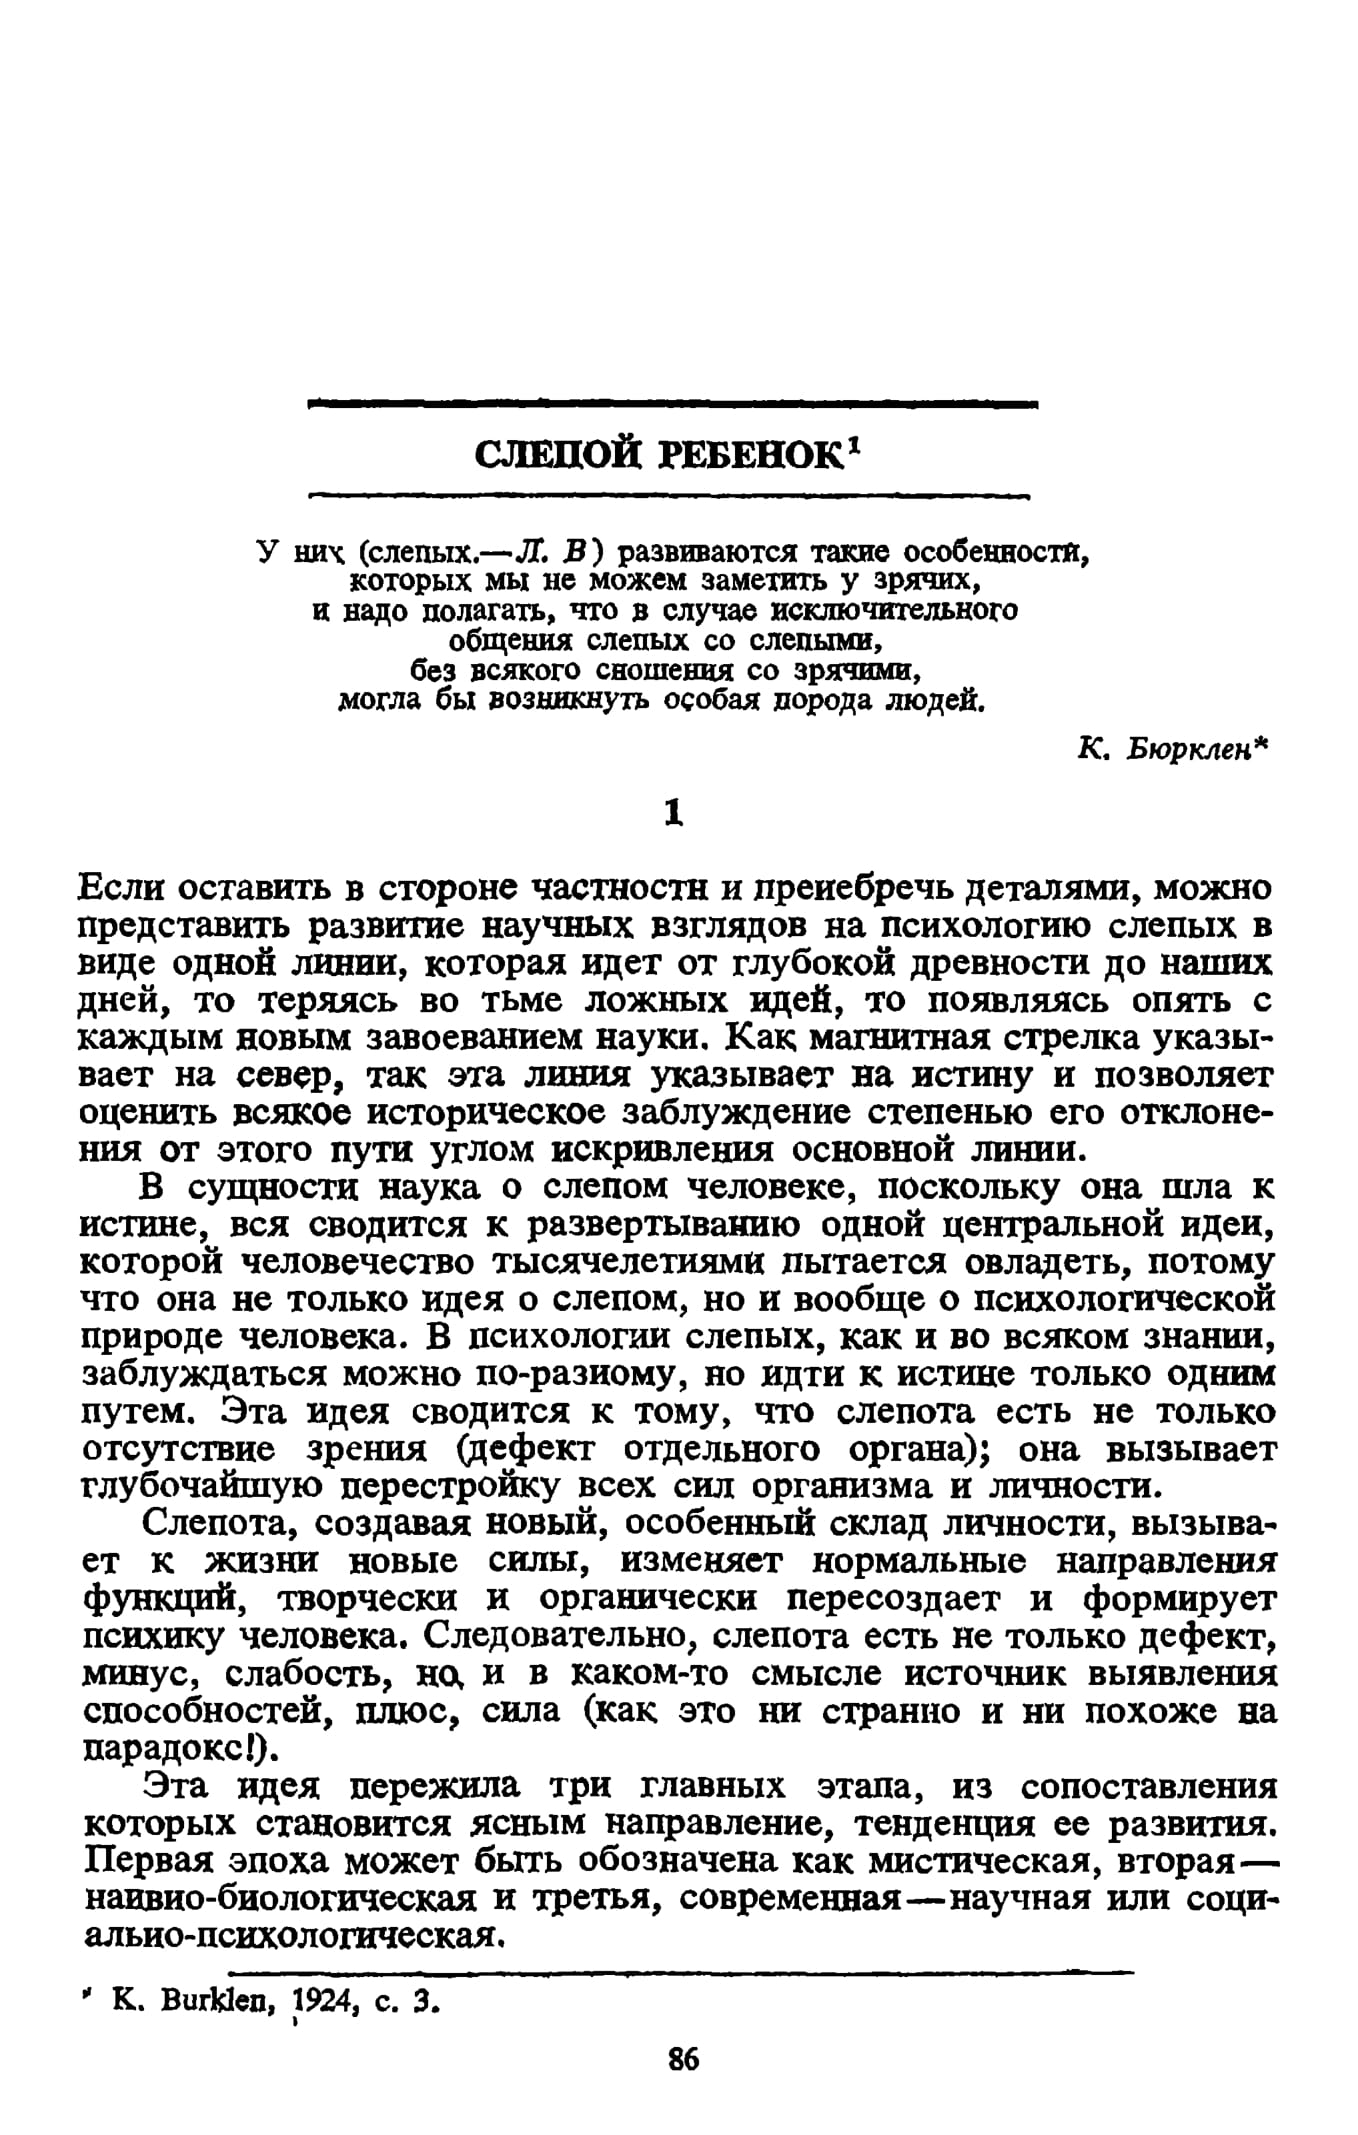 СЛЕПОЙ РЕБЕНОК¹
У них (слепых.—Л. В) развиваются такие особенности,
которых мы не можем заметить у зрячих,
и надо полагать, что в случае исключительного
общения слепых со слепыми,
без всякого сношения со зрячими,
могла бы возникнуть особая порода людей.
К. Бюрклен*
1
Если оставить в стороне частности и пренебречь деталями, можно
представить развитие научных взглядов на психологию слепых в
виде одной линии, которая идет от глубокой древности до наших
дней, то теряясь во тьме ложных идей, то появляясь опять с
каждым новым завоеванием науки. Как магнитная стрелка указы-
вает на север, так эта линия указывает на истину и позволяет
оценить всякое историческое заблуждение степенью его отклоне-
ния от этого пути углом искривления основной линии.
В сущности наука о слепом человеке, поскольку она шла к
истине, вся сводится к развертыванию одной центральной идеи,
которой человечество тысячелетиями пытается овладеть, потому
что она не только идея о слепом, но и вообще о психологической
природе человека. В психологии слепых, как и во всяком знании,
заблуждаться можно по-разному, но идти к истине только одним
путем. Эта идея сводится к тому, что слепота есть не только
отсутствие зрения (дефект отдельного органа); она вызывает
глубочайшую перестройку всех сил организма и личности.
Слепота, создавая новый, особенный склад личности, вызыва-
ет к жизни новые силы, изменяет нормальные направления
функций, творчески и органически пересоздает и формирует
психику человека. Следовательно, слепота есть не только дефект,
минус, слабость, но и в каком-то смысле источник выявления
способностей, плюс, сила (как это ни странно и ни похоже на
парадокс!).
Эта идея пережила три главных этапа, из сопоставления
которых становится ясным направление, тенденция ее развития.
Первая эпоха может быть обозначена как мистическая, вторая—
наивно-биологическая и третья, современная—научная или соци-
ально-психологическая.
* K. Burklen, 1924, с. 3.
86